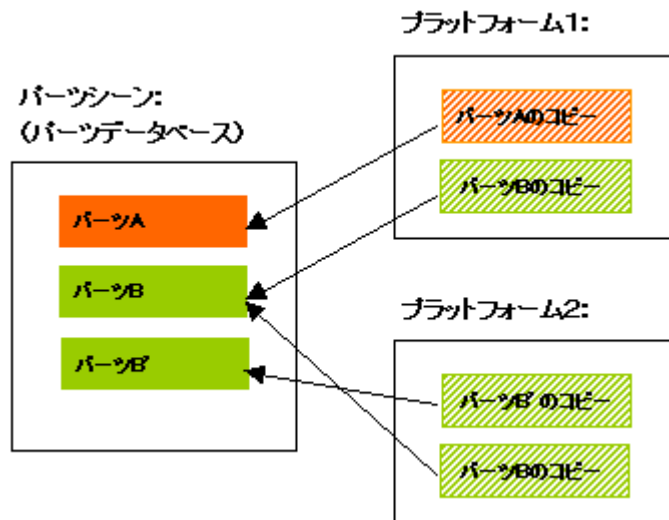 プラットフォーム1:
パーツAのコピー
パーツBのコピー
パーツシーン:
(パーツデータベース)
パーツA
パーツB
パーツB'
プラットフォーム2:
パーツB'のコピー
パーツBのコピー